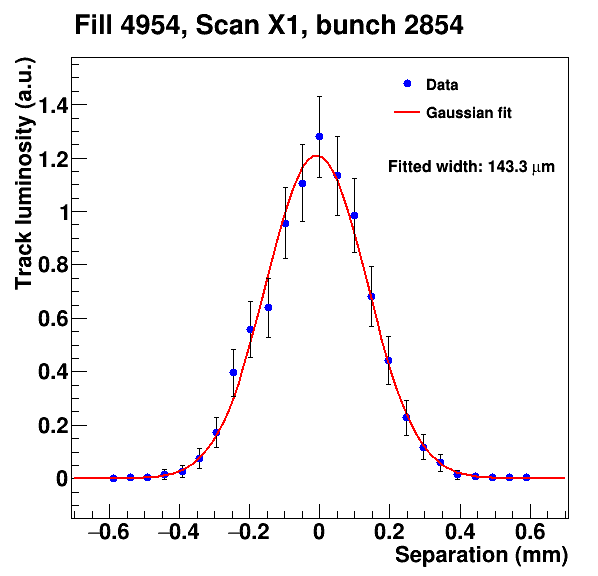 Fill 4954, Scan X1, bunch 2854
Track luminosity (a.u.)
Data
Gaussian fit
Fitted width: 143.3 μm
1.4
1.2
1
0.8
0.6
0.4
0.2
0
−0.6 −0.4 −0.2 0 0.2 0.4 0.6
Separation (mm)